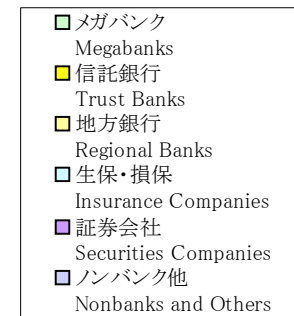 メガバンク
Megabanks
信託銀行
Trust Banks
地方銀行
Regional Banks
生保・損保
Insurance Companies
証券会社
Securities Companies
ノンバンク他
Nonbanks and Others